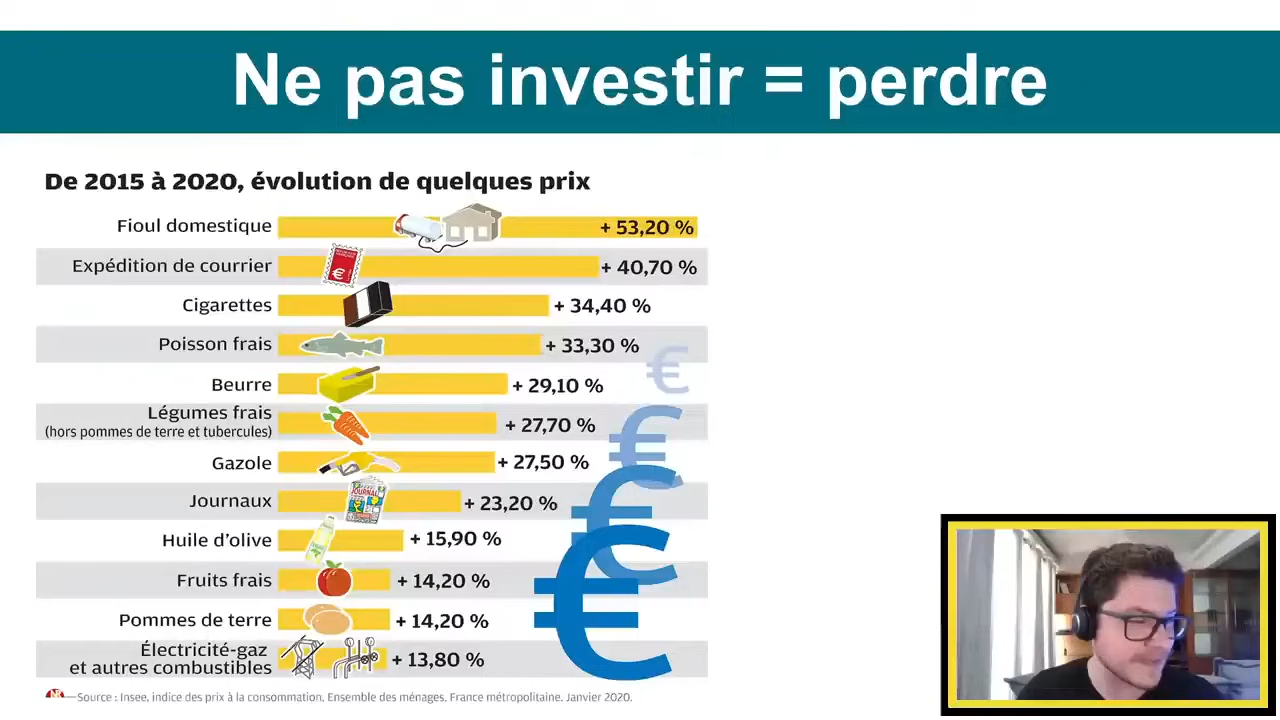 Ne pas investir = perdre
De 2015 à 2020, évolution de quelques prix
Fioul domestique + 53,20 %
Expédition de courrier + 40,70 %
Cigarettes + 34,40 %
Poisson frais + 33,30 %
Beurre + 29,10 %
Légumes frais
(hors pommes de terre et tubercules) + 27,70 %
Gazole + 27,50 %
JOURNAL
Journaux + 23,20 %
Huile d'olive + 15,90 %
Fruits frais + 14,20 %
Pommes de terre + 14,20 %
Électricité-gaz
et autres combustibles + 13,80 %
€
€
€
€
€
Source : Insee, indice des prix à la consommation, Ensemble des ménages, France métropolitaine. Janvier 2020.